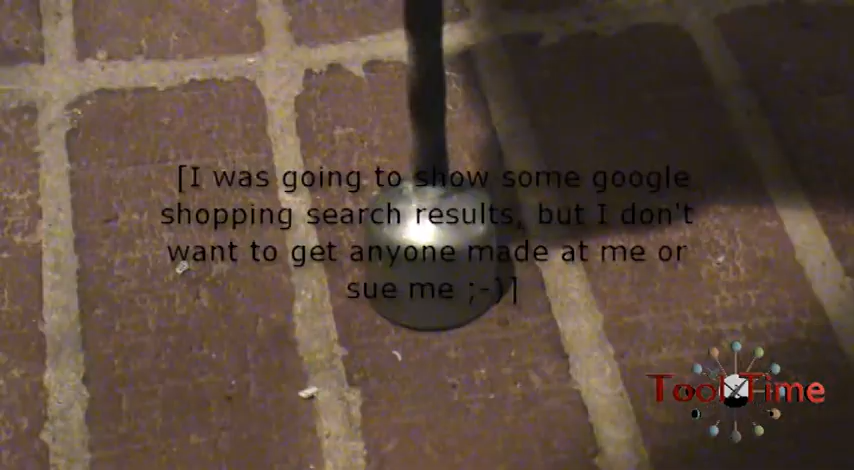 [I was going to show some google
shopping search results, but I don't
want to get anyone made at me or
sue me ;-)]
Tool Time